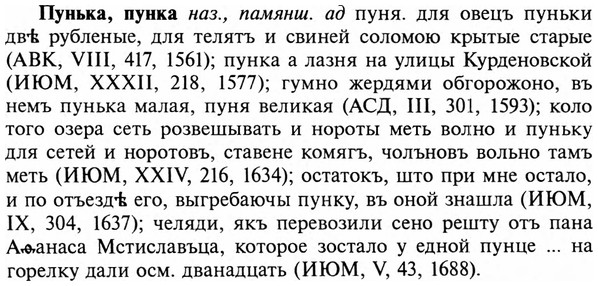 Пунька, пунка наз., памянш. ад пуня. для овецъ пуньки
двѣ рубленые, для телятъ и свиней соломою крытые старые
(АВК, VIII, 417, 1561); пунка а лазня на улицы Курденовской
(ИЮМ, XXXII, 218, 1577); гумно жердями обгорожоно, въ
немъ пунька малая, пуня великая (АСД, III, 301, 1593); коло
того озера сеть розвешывать и нороты меть волно и пуньку
для сетей и норотовъ, ставене комягъ, чолъновъ вольно тамъ
меть (ИЮМ, XXIV, 216, 1634); остатокъ, што при мне остало,
и по отъездѣ его, выгребаючы пунку, въ оной знашла (ИЮМ,
IX, 304, 1637); челяди, якъ перевозили сено решту отъ пана
Аѳанаса Мстиславъца, которое зостало у едной пунце ... на
горелку дали осм. дванадцать (ИЮМ, V, 43, 1688).